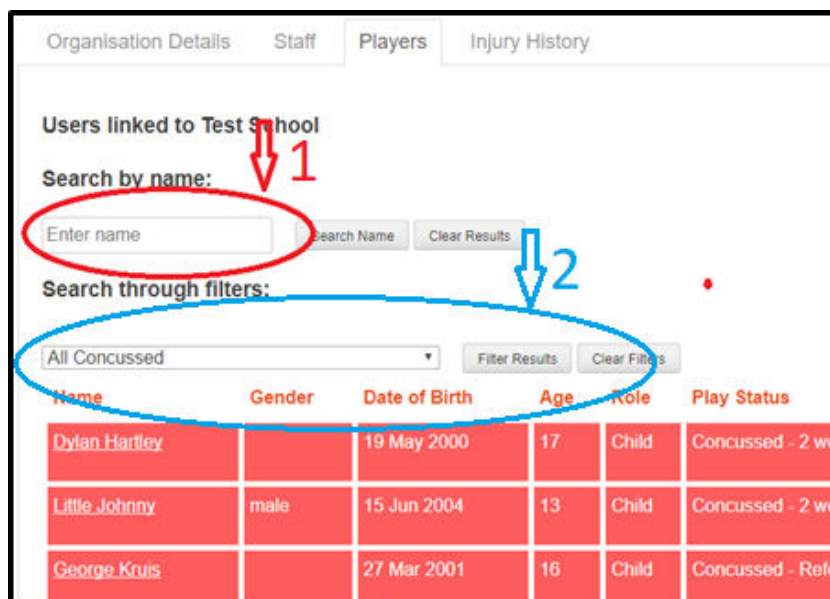 Organisation Details Staff Players Injury History
Users linked to Test School
1
Search by name:
Enter name Search Name Clear Results
2
Search through filters:
All Concussed Filter Results Clear Filters
Name Gender Date of Birth Age Role Play Status
Dylan Hartley 19 May 2000 17 Child Concussed - 2 w
Little Johnny male 15 Jun 2004 13 Child Concussed - 2 w
George Kruis 27 Mar 2001 16 Child Concussed - Ref